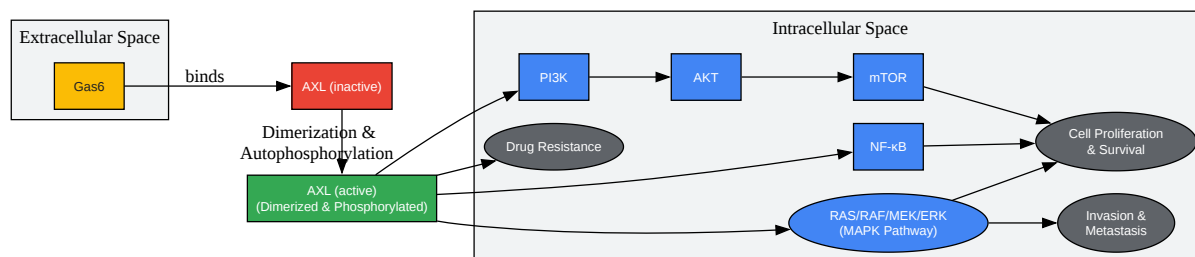 Extracellular Space
Gas6
binds
AXL (inactive)
Dimerization &
Autophosphorylation
AXL (active)
(Dimerized & Phosphorylated)
Intracellular Space
PI3K
AKT
mTOR
Drug Resistance
NF-κB
Cell Proliferation
& Survival
RAS/RAF/MEK/ERK
(MAPK Pathway)
Invasion &
Metastasis